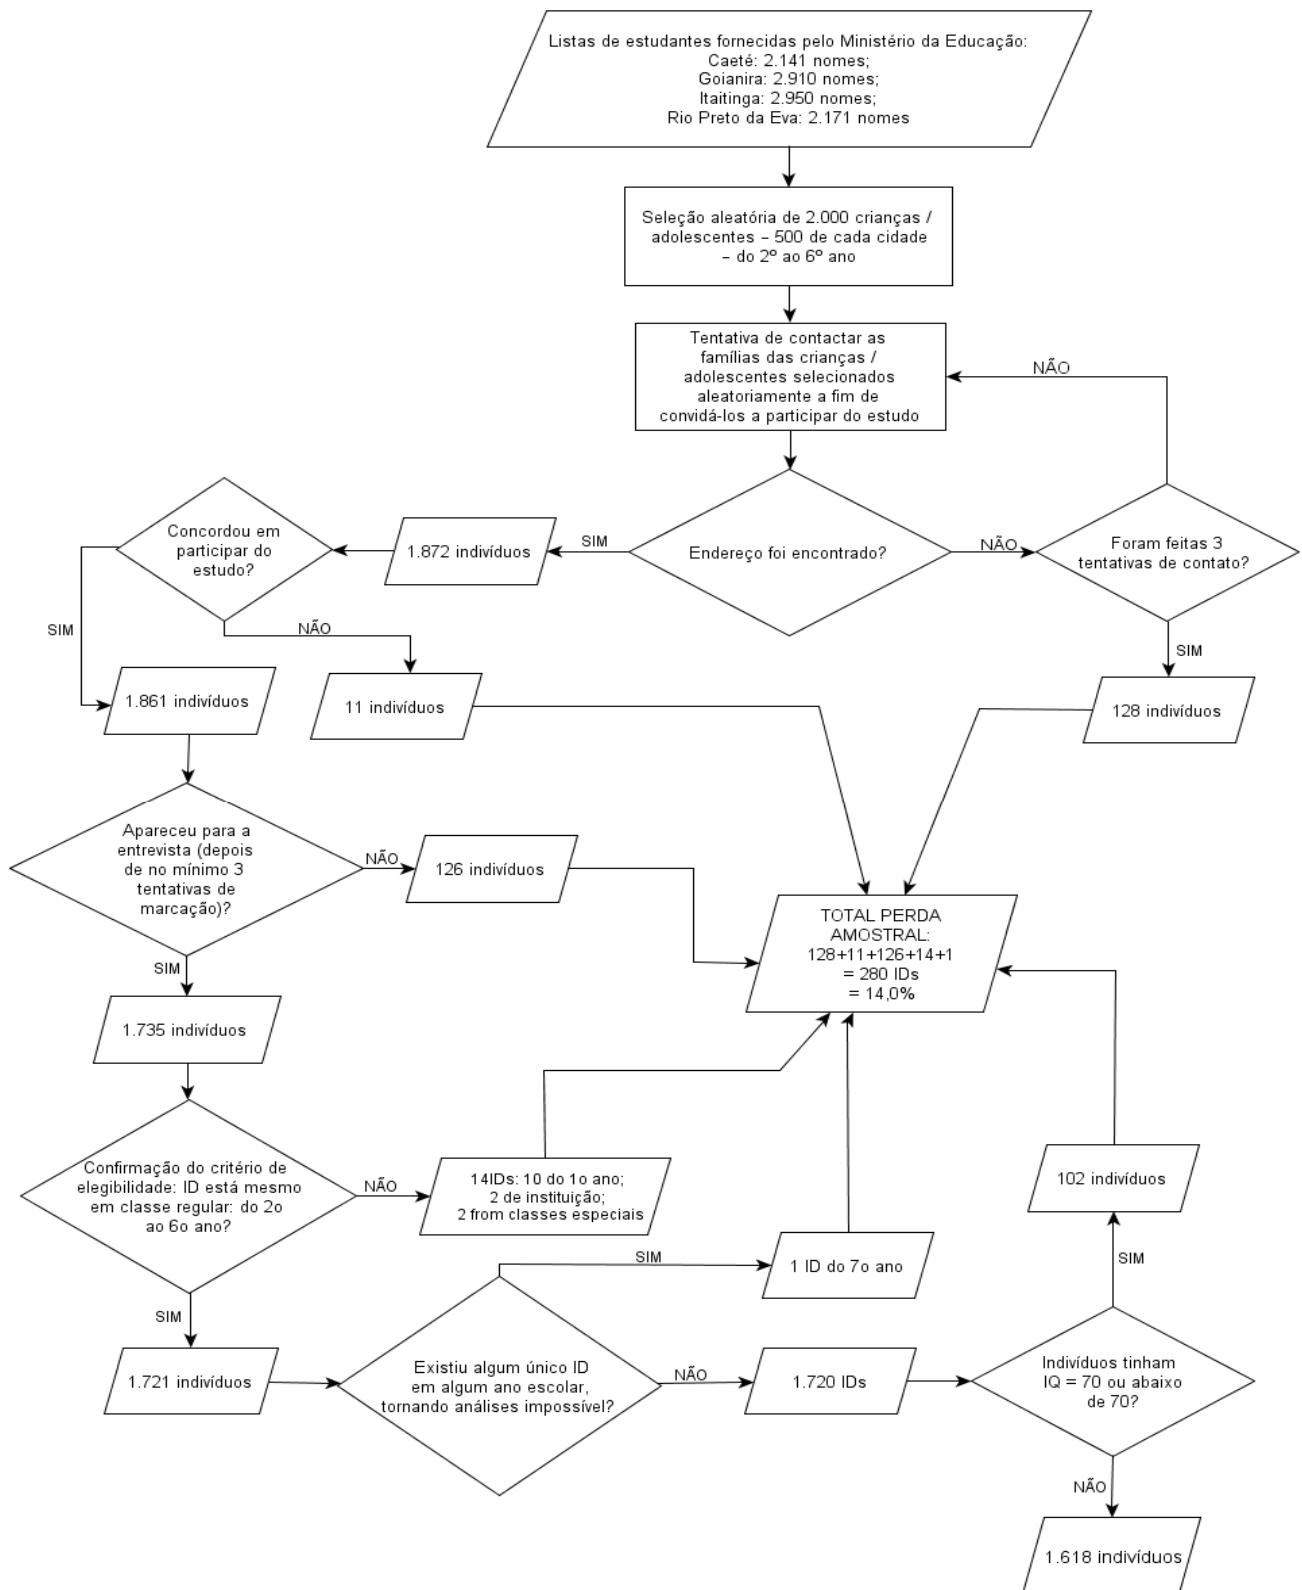 Listas de estudantes fornecidas pelo Ministério da Educação:
Caeté: 2.141 nomes;
Goianira: 2.910 nomes;
Itaitinga: 2.950 nomes;
Rio Preto da Eva: 2.171 nomes
Seleção aleatória de 2.000 crianças /
adolescentes – 500 de cada cidade
– do 2º ao 6º ano
Tentativa de contactar as
famílias das crianças /
adolescentes selecionados
aleatoriamente a fim de
convidá-los a participar do estudo
NÃO
Concordou em
participar do
estudo?
1.872 indivíduos
SIM
Endereço foi encontrado?
NÃO
Foram feitas 3
tentativas de contato?
SIM
NÃO
SIM
1.861 indivíduos
11 indivíduos
128 indivíduos
Apareceu para a
entrevista (depois
de no mínimo 3
tentativas de
marcação)?
NÃO
126 indivíduos
TOTAL PERDA
AMOSTRAL:
128+11+126+14+1
= 280 IDs
= 14,0%
SIM
1.735 indivíduos
Confirmação do critério de
elegibilidade: ID está mesmo
em classe regular: do 2o
ao 6o ano?
NÃO
14IDs: 10 do 1o ano;
2 de instituição;
2 from classes especiais
102 indivíduos
SIM
1 ID do 7o ano
SIM
SIM
1.721 indivíduos
Existiu algum único ID
em algum ano escolar,
tornando análises impossível?
NÃO
1.720 IDs
Indivíduos tinham
IQ = 70 ou abaixo
de 70?
NÃO
1.618 indivíduos